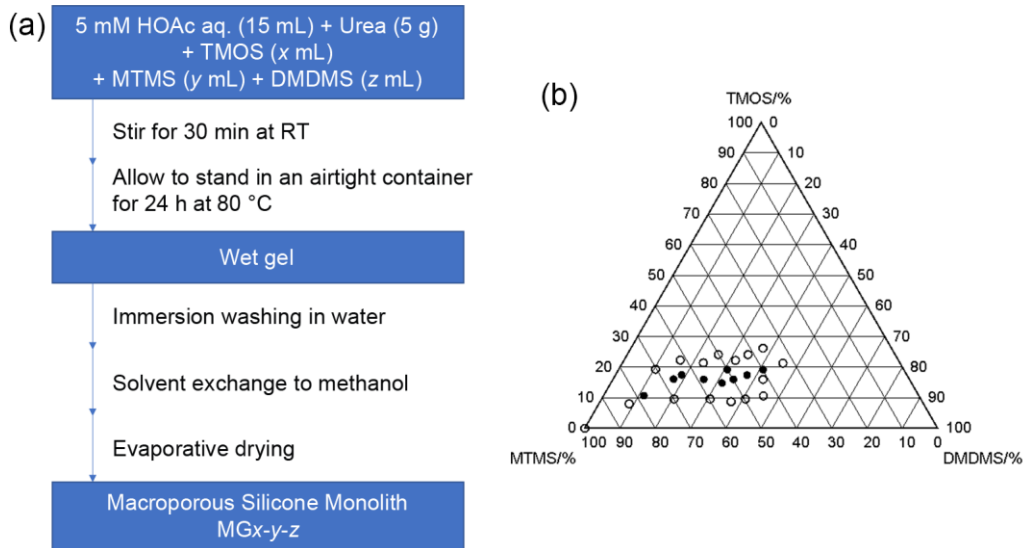 (a)
5 mM HOAc aq. (15 mL) + Urea (5 g)
+ TMOS (x mL)
+ MTMS (y mL) + DMDMS (z mL)
Stir for 30 min at RT
Allow to stand in an airtight container
for 24 h at 80 °C
Wet gel
Immersion washing in water
Solvent exchange to methanol
Evaporative drying
Macroporous Silicone Monolith
MGx-y-z
(b)
TMOS/%
100 0
90 10
80 20
70 30
60 40
50 50
40 60
30 70
20 80
10 90
0 100
100 90 80 70 60 50 40 30 20 10 0
MTMS/% DMDMS/%